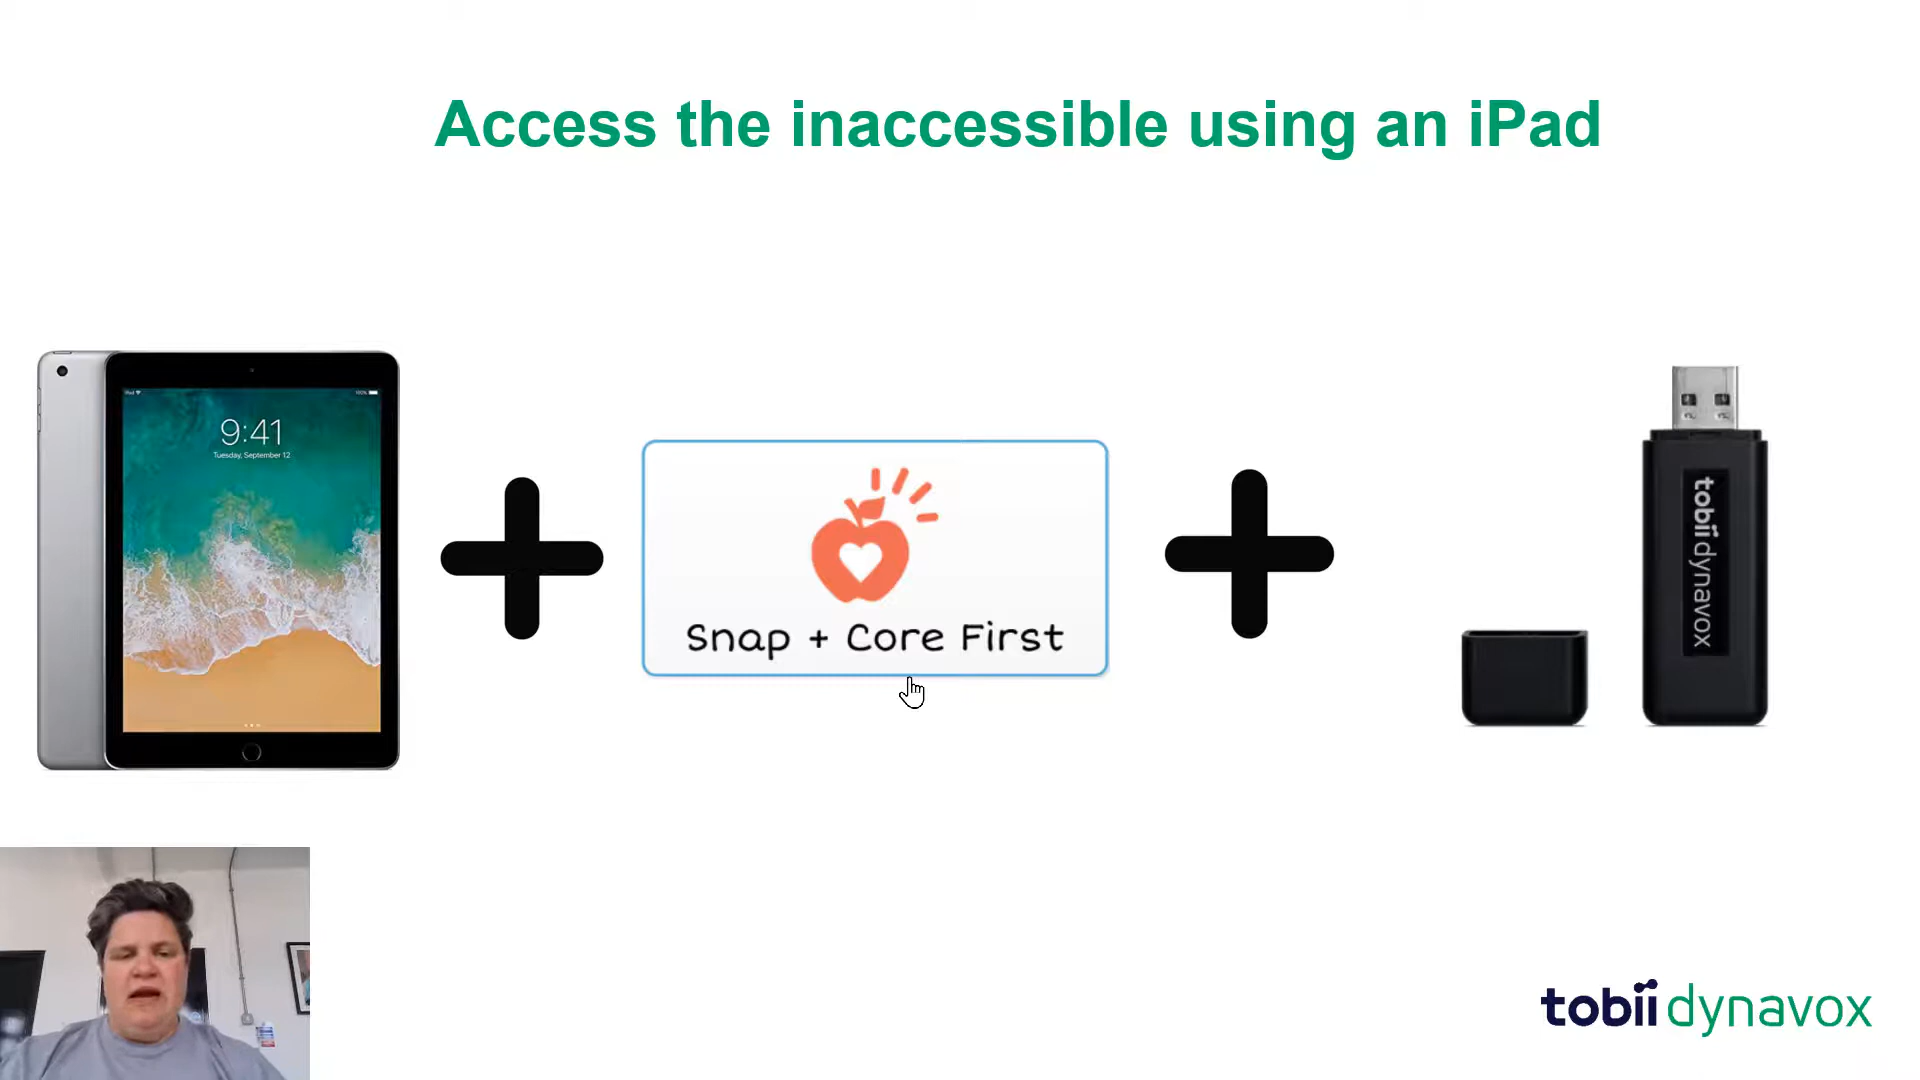 Access the inaccessible using an iPad
9:41
Tuesday, September 12
Snap + Core First
tobii dynavox
tobii dynavox